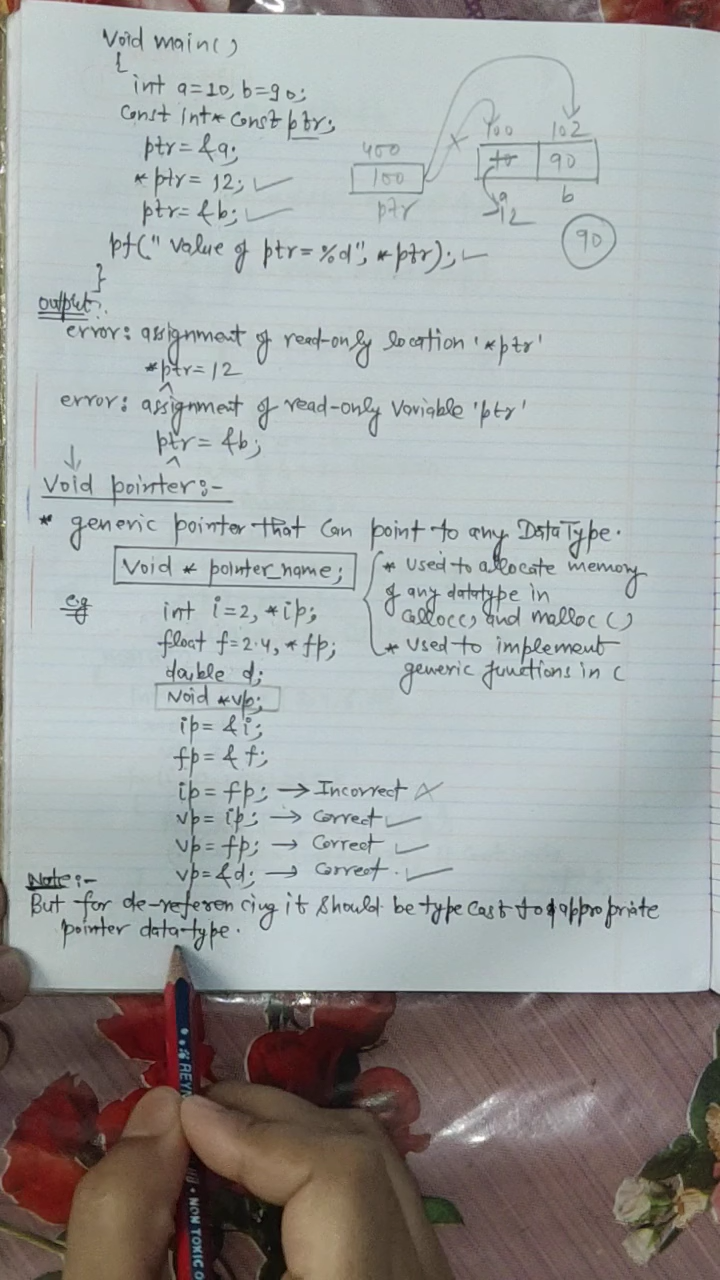 Void main()
{
int a=10, b=90;
Const int* Const ptr;
ptr = &a;
*ptr = 12; ✓
ptr = &b; ✓
pf("Value of ptr = %d", *ptr); ✓
}
400
100
ptr
100 102
10 90
a b
12
90
Output:
error: assignment of read-only location '*ptr'
*ptr = 12
^
error: assignment of read-only Variable 'ptr'
ptr = &b;
^
Void pointer:-
* generic pointer that Can point to any DataType.
Void * pointer_name;
* Used to allocate memory
of any datatype in
calloc() and malloc()
* Used to implement
generic functions in C
eg
int i=2, *ip;
float f=2.4, *fp;
double d;
Void *vp;
ip = &i;
fp = &f;
ip = fp; → Incorrect ✗
vp = ip; → Correct ✓
vp = fp; → Correct ✓
vp = &d; → Correct. ✓
Note:-
But for de-referencing it should be type cast to appropriate
pointer data-type.
REYN
NON TOXIC